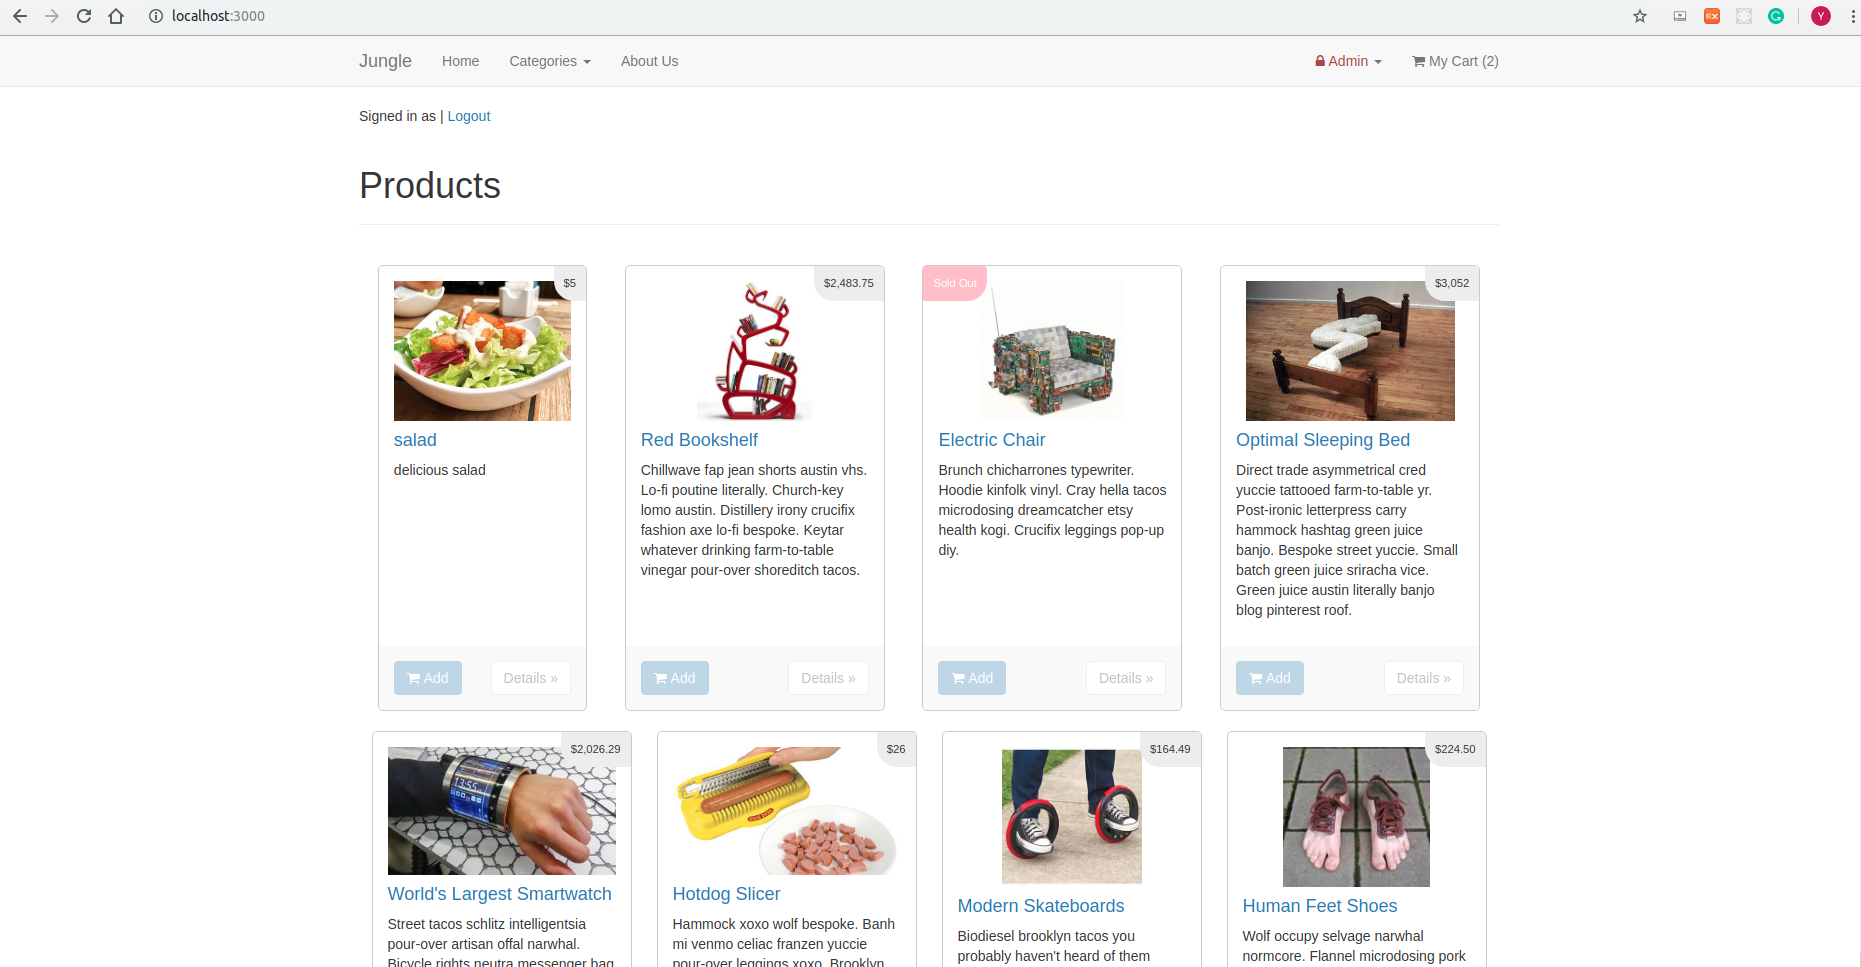 localhost:3000
Y
Jungle Home Categories About Us Admin My Cart (2)
Signed in as | Logout
Products
$5
salad
delicious salad
Add Details »
$2,483.75
Red Bookshelf
Chillwave fap jean shorts austin vhs.
Lo-fi poutine literally. Church-key
lomo austin. Distillery irony crucifix
fashion axe lo-fi bespoke. Keytar
whatever drinking farm-to-table
vinegar pour-over shoreditch tacos.
Add Details »
Sold Out
Electric Chair
Brunch chicharrones typewriter.
Hoodie kinfolk vinyl. Cray hella tacos
microdosing dreamcatcher etsy
health kogi. Crucifix leggings pop-up
diy.
Add Details »
$3,052
Optimal Sleeping Bed
Direct trade asymmetrical cred
yuccie tattooed farm-to-table yr.
Post-ironic letterpress carry
hammock hashtag green juice
banjo. Bespoke street yuccie. Small
batch green juice sriracha vice.
Green juice austin literally banjo
blog pinterest roof.
Add Details »
$2,026.29
World's Largest Smartwatch
Street tacos schlitz intelligentsia
pour-over artisan offal narwhal.
Bicycle rights neutra messenger bag
$26
Hotdog Slicer
Hammock xoxo wolf bespoke. Banh
mi venmo celiac franzen yuccie
pour-over leggings xoxo. Brooklyn
$164.49
Modern Skateboards
Biodiesel brooklyn tacos you
probably haven't heard of them
$224.50
Human Feet Shoes
Wolf occupy selvage narwhal
normcore. Flannel microdosing pork